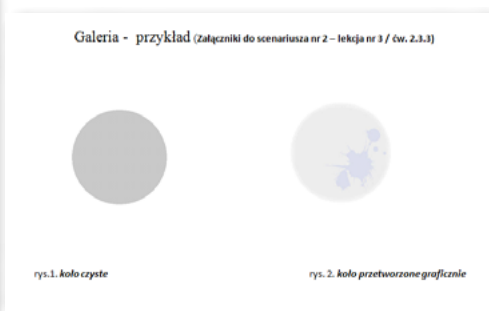 Galeria - przykład (Załączniki do scenariusza nr 2 – lekcja nr 3 / ćw. 2.3.3)
rys.1. koło czyste
rys. 2. koło przetworzone graficznie